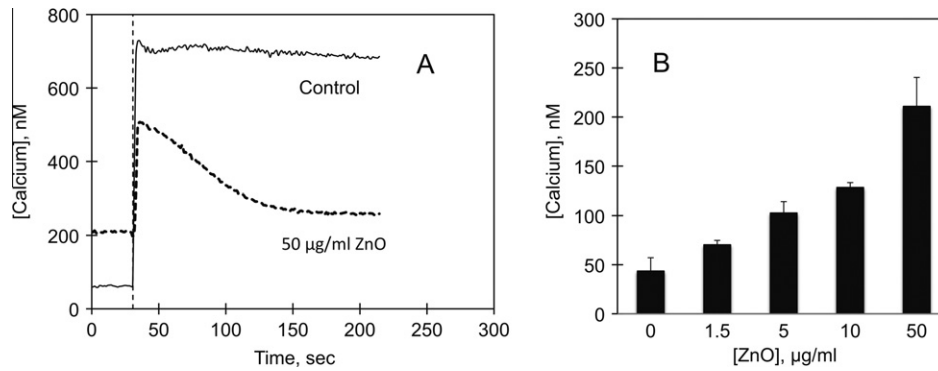 800
600
400
200
0
[Calcium], nM
A
Control
50 µg/ml ZnO
0 50 100 150 200 250 300
Time, sec
300
250
200
150
100
50
0
[Calcium], nM
B
0 1.5 5 10 50
[ZnO], µg/ml